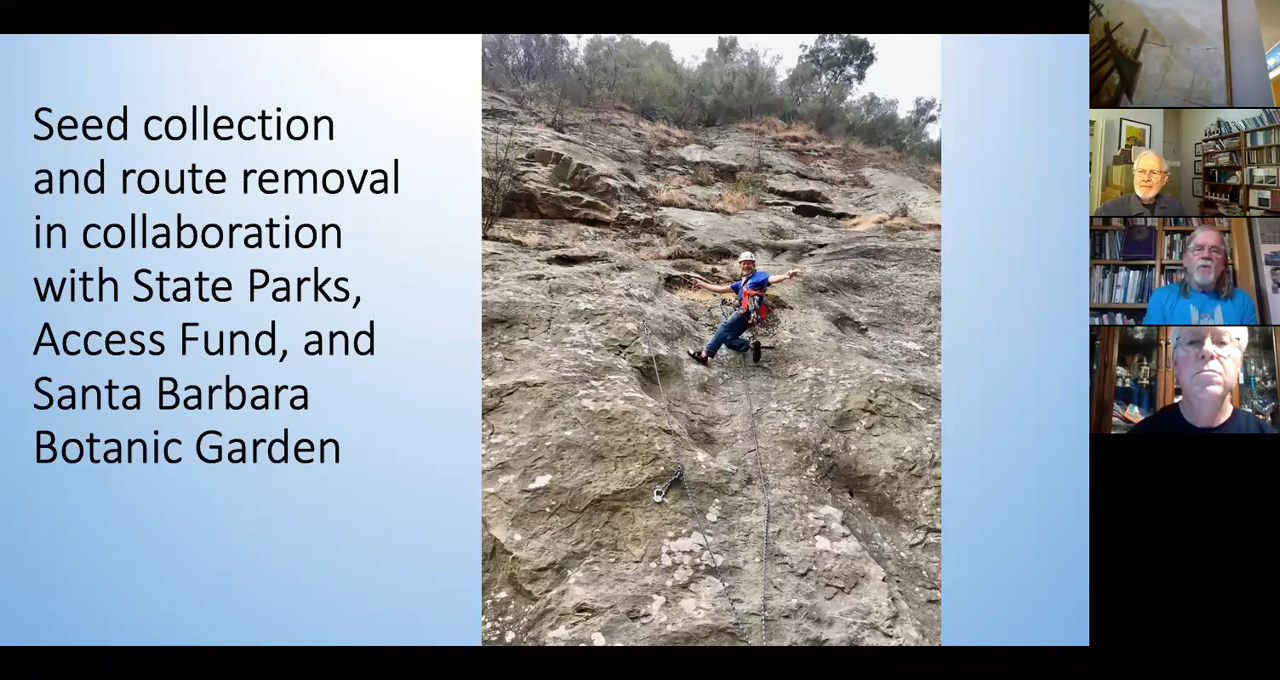 Seed collection
and route removal
in collaboration
with State Parks,
Access Fund, and
Santa Barbara
Botanic Garden